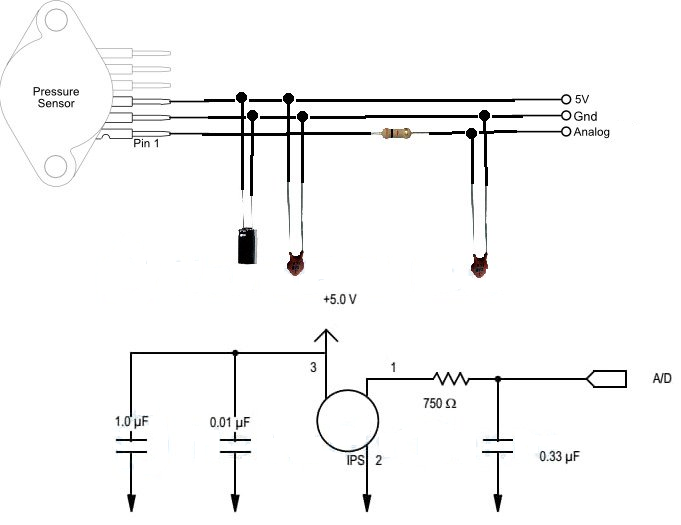 Pressure
Sensor
5V
Gnd
Analog
Pin 1
+5.0 V
3
1
A/D
750 Ω
1.0 µF
0.01 µF
IPS
2
0.33 µF